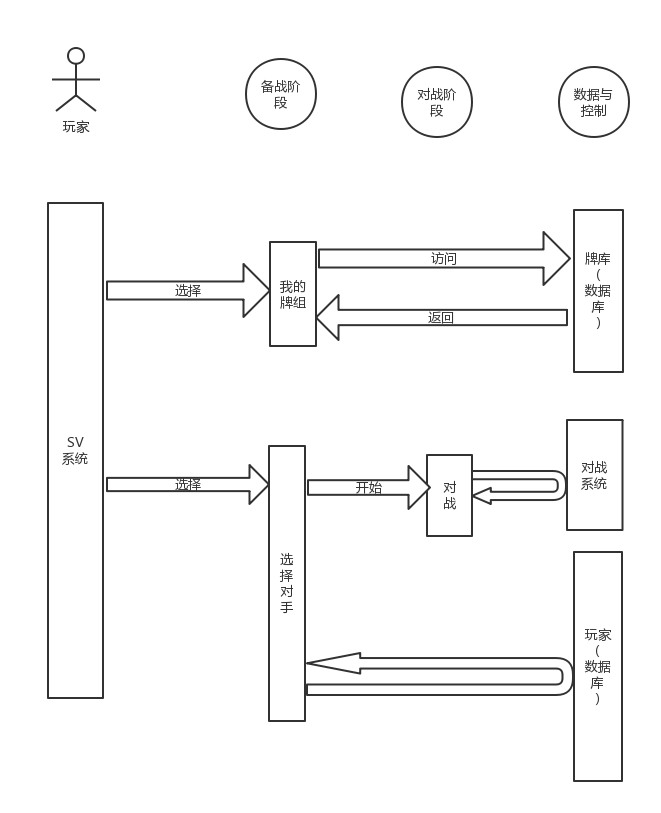 备战阶
段
对战阶
段
数据与
控制
玩家
访问
牌库
(
数据
库
)
选择
我的
牌组
返回
SV
系统
选择
开始
对
战
对战
系统
选
择
对
手
玩家
(
数据
库
)